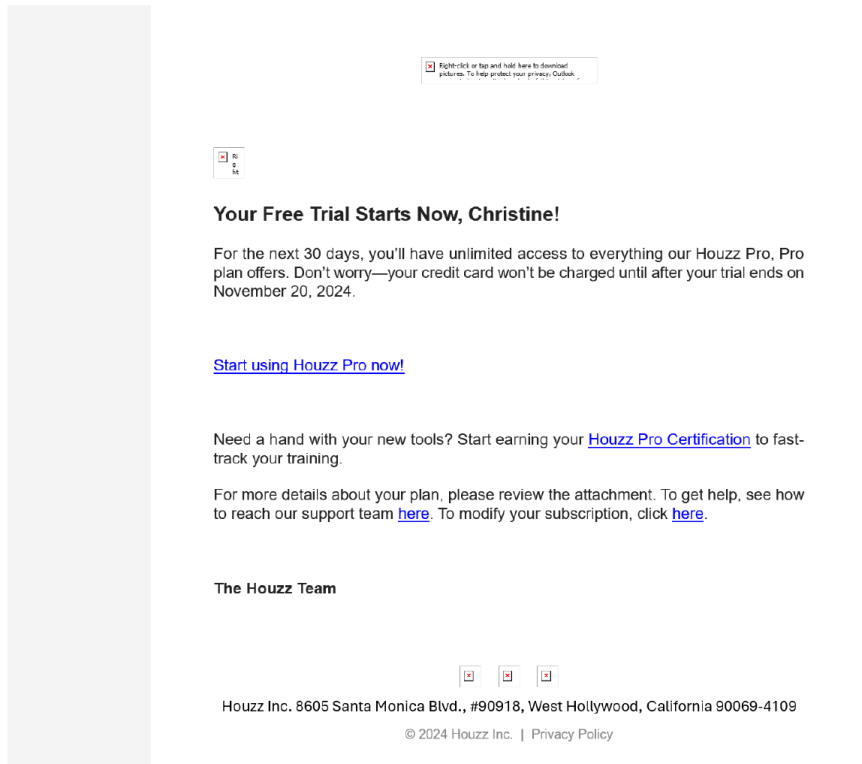 Right-click or tap and hold here to download
pictures. To help protect your privacy, Outlook
Ri
g
ht
Your Free Trial Starts Now, Christine!
For the next 30 days, you'll have unlimited access to everything our Houzz Pro, Pro
plan offers. Don't worry—your credit card won't be charged until after your trial ends on
November 20, 2024.
Start using Houzz Pro now!
Need a hand with your new tools? Start earning your Houzz Pro Certification to fast-
track your training.
For more details about your plan, please review the attachment. To get help, see how
to reach our support team here. To modify your subscription, click here.
The Houzz Team
Houzz Inc. 8605 Santa Monica Blvd., #90918, West Hollywood, California 90069-4109
© 2024 Houzz Inc. | Privacy Policy